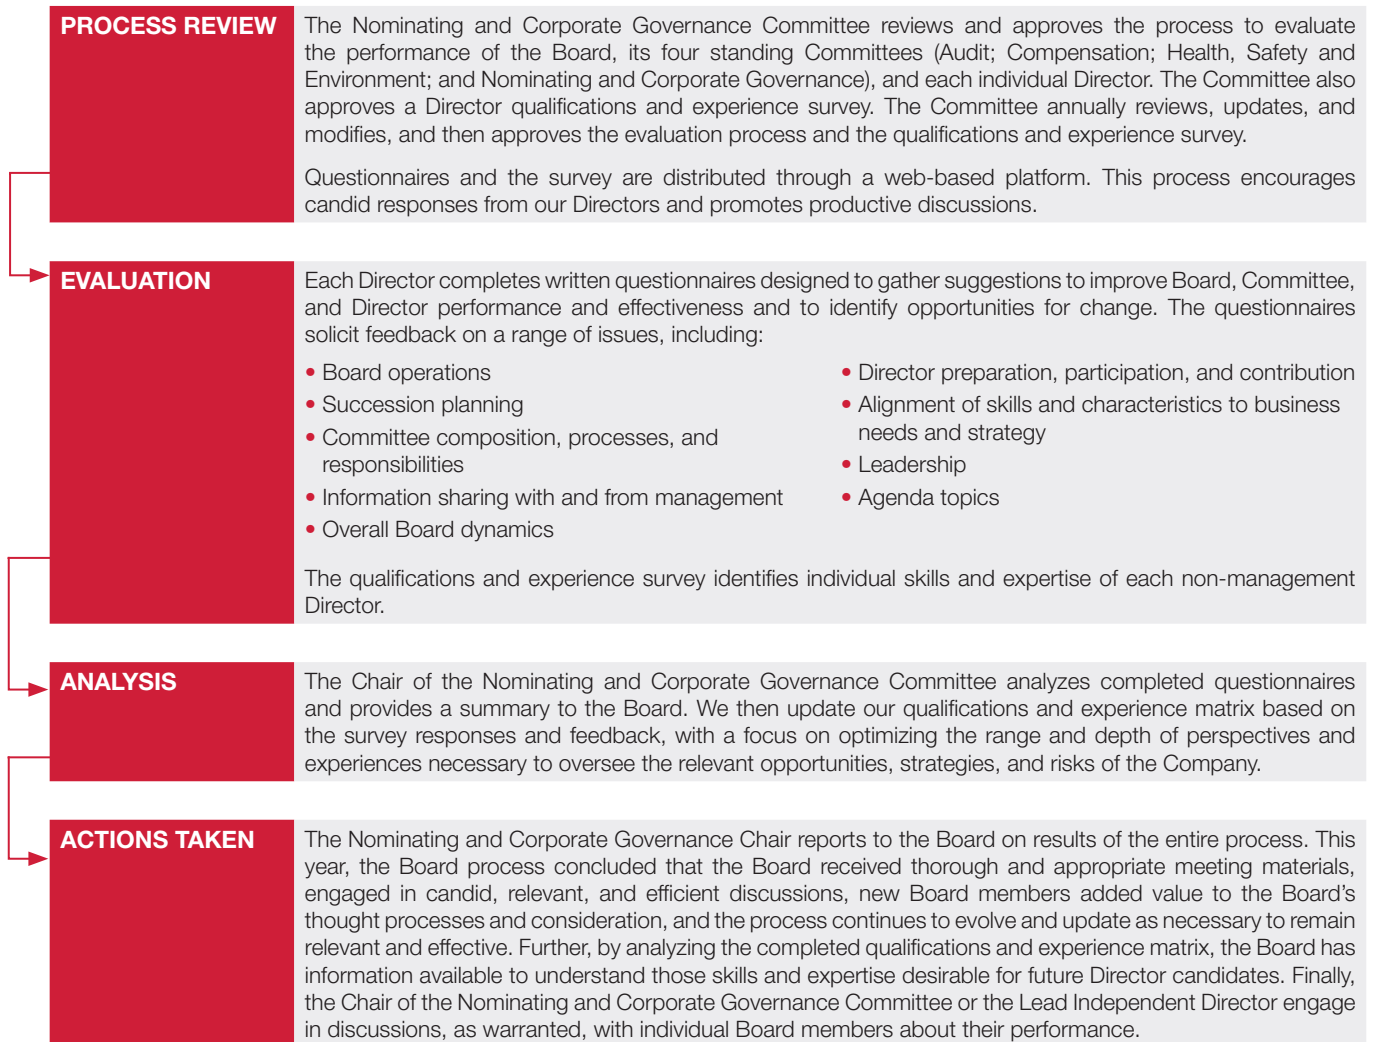 PROCESS REVIEW
The Nominating and Corporate Governance Committee reviews and approves the process to evaluate
the performance of the Board, its four standing Committees (Audit; Compensation; Health, Safety and
Environment; and Nominating and Corporate Governance), and each individual Director. The Committee also
approves a Director qualifications and experience survey. The Committee annually reviews, updates, and
modifies, and then approves the evaluation process and the qualifications and experience survey.
Questionnaires and the survey are distributed through a web-based platform. This process encourages
candid responses from our Directors and promotes productive discussions.
EVALUATION
Each Director completes written questionnaires designed to gather suggestions to improve Board, Committee,
and Director performance and effectiveness and to identify opportunities for change. The questionnaires
solicit feedback on a range of issues, including:
• Board operations
• Succession planning
• Committee composition, processes, and
responsibilities
• Information sharing with and from management
• Overall Board dynamics
• Director preparation, participation, and contribution
• Alignment of skills and characteristics to business
needs and strategy
• Leadership
• Agenda topics
The qualifications and experience survey identifies individual skills and expertise of each non-management
Director.
ANALYSIS
The Chair of the Nominating and Corporate Governance Committee analyzes completed questionnaires
and provides a summary to the Board. We then update our qualifications and experience matrix based on
the survey responses and feedback, with a focus on optimizing the range and depth of perspectives and
experiences necessary to oversee the relevant opportunities, strategies, and risks of the Company.
ACTIONS TAKEN
The Nominating and Corporate Governance Chair reports to the Board on results of the entire process. This
year, the Board process concluded that the Board received thorough and appropriate meeting materials,
engaged in candid, relevant, and efficient discussions, new Board members added value to the Board's
thought processes and consideration, and the process continues to evolve and update as necessary to remain
relevant and effective. Further, by analyzing the completed qualifications and experience matrix, the Board has
information available to understand those skills and expertise desirable for future Director candidates. Finally,
the Chair of the Nominating and Corporate Governance Committee or the Lead Independent Director engage
in discussions, as warranted, with individual Board members about their performance.